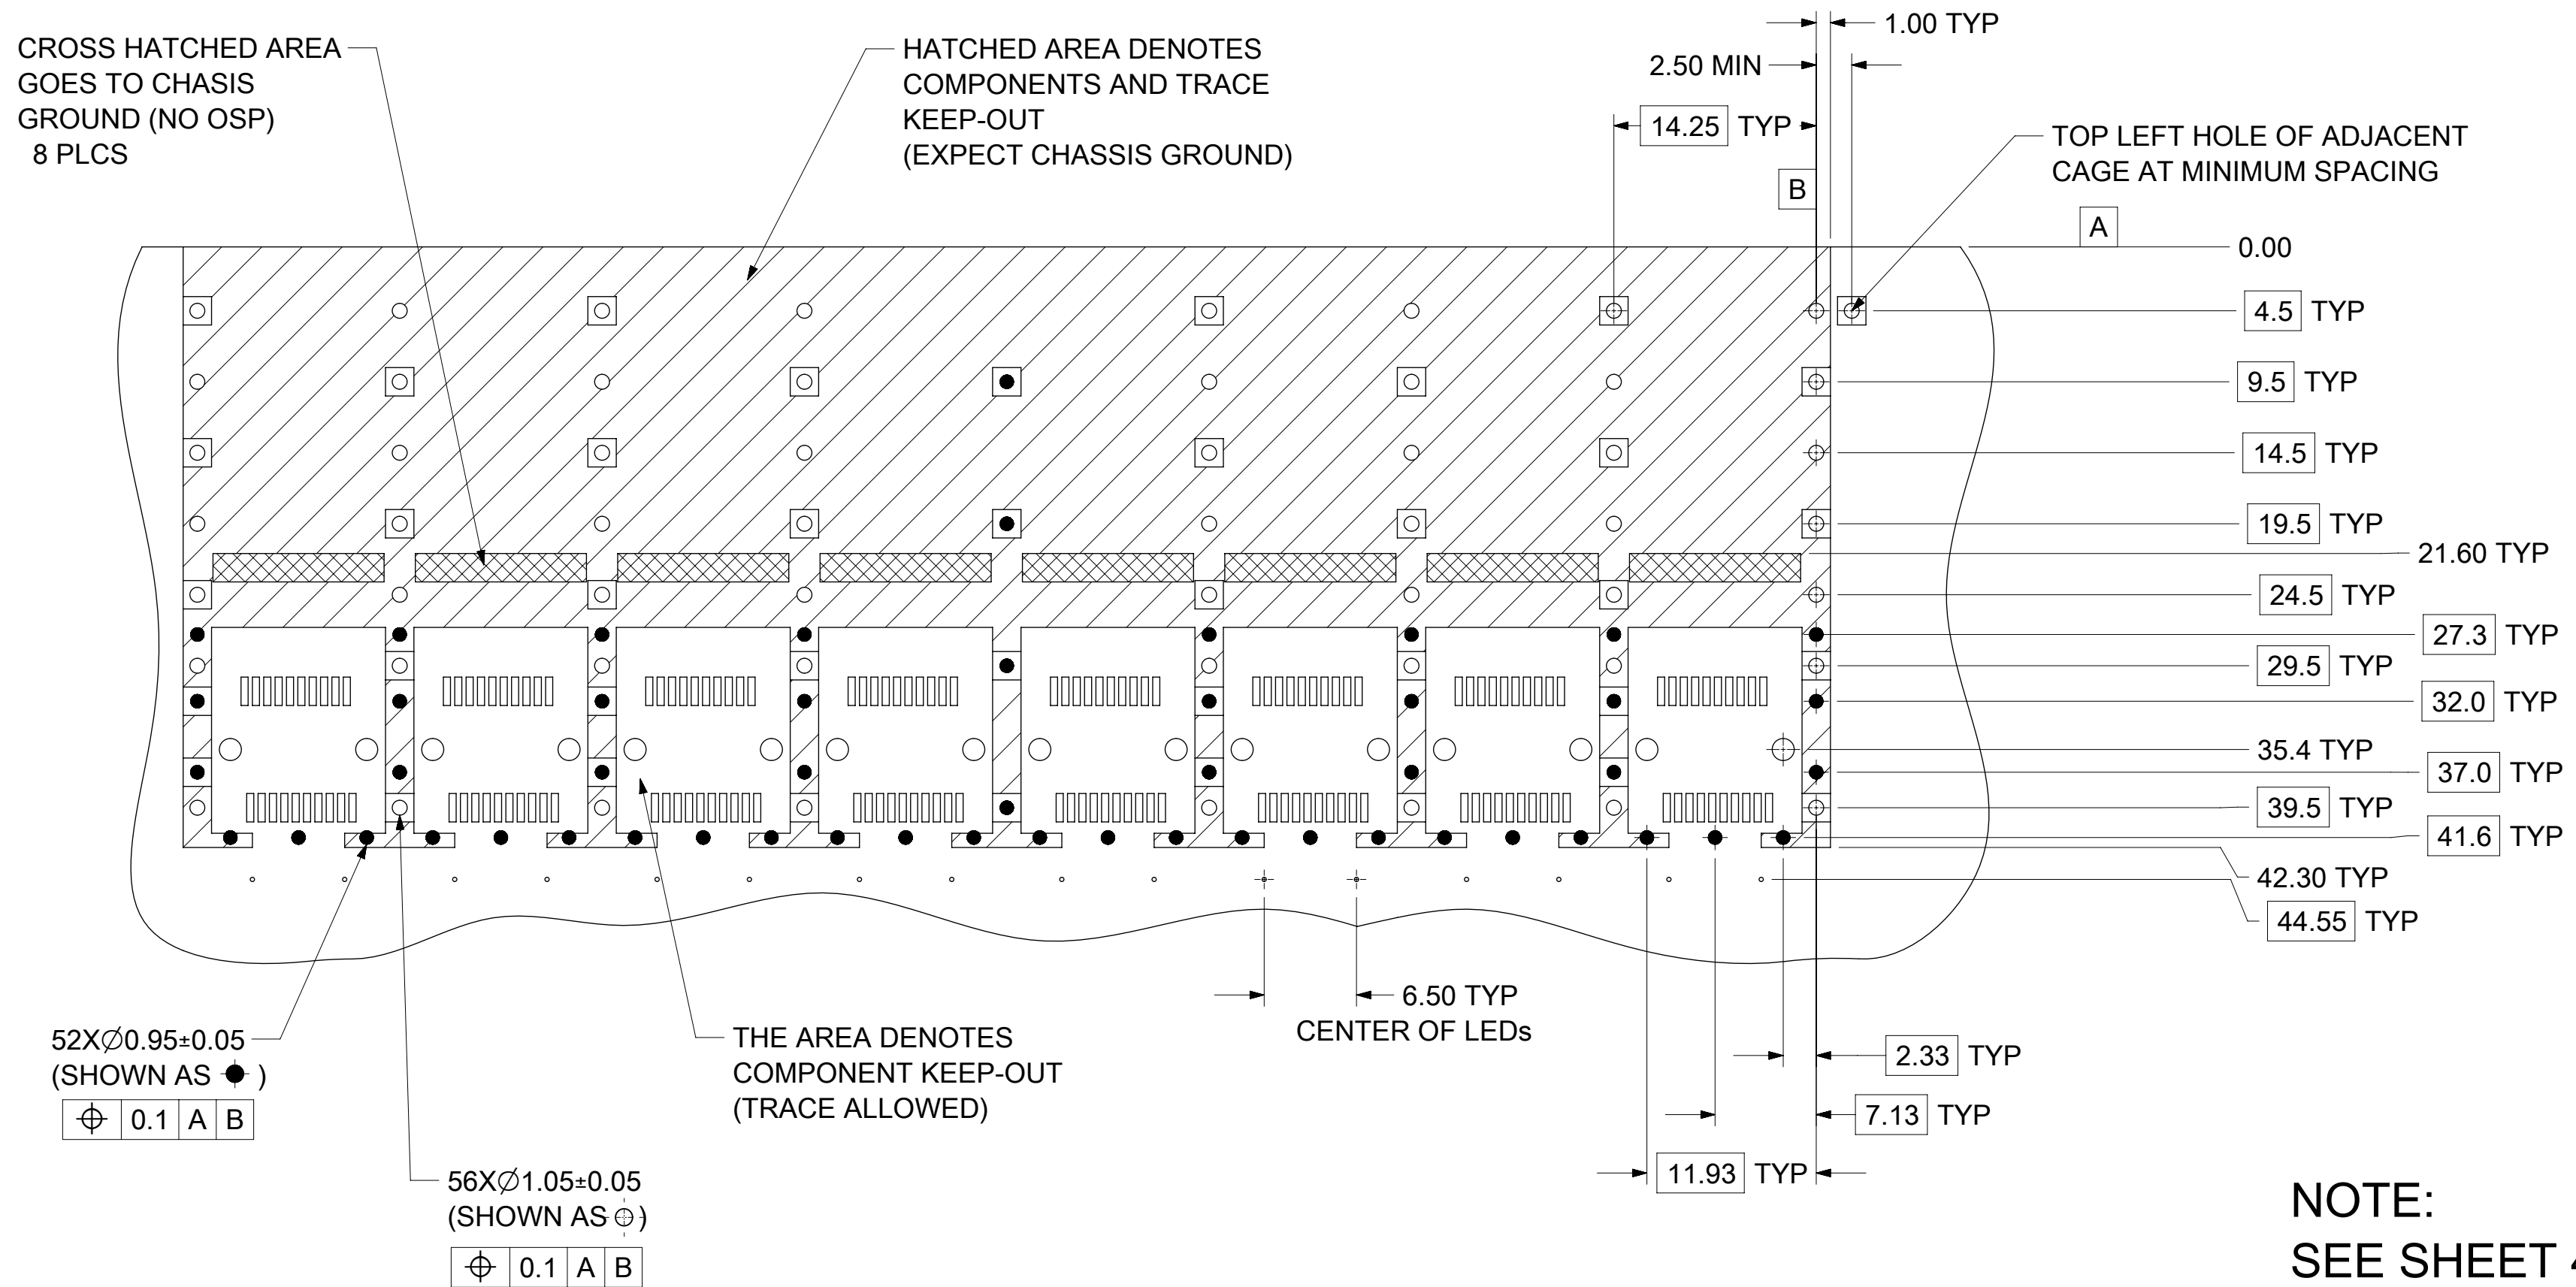 CROSS HATCHED AREA
GOES TO CHASIS
GROUND (NO OSP)
8 PLCS
HATCHED AREA DENOTES
COMPONENTS AND TRACE
KEEP-OUT
(EXPECT CHASSIS GROUND)
1.00 TYP
2.50 MIN
14.25 TYP
B
TOP LEFT HOLE OF ADJACENT
CAGE AT MINIMUM SPACING
A
0.00
4.5 TYP
9.5 TYP
14.5 TYP
19.5 TYP
21.60 TYP
24.5 TYP
27.3 TYP
29.5 TYP
32.0 TYP
35.4 TYP
37.0 TYP
39.5 TYP
41.6 TYP
42.30 TYP
44.55 TYP
6.50 TYP
CENTER OF LEDs
2.33 TYP
7.13 TYP
11.93 TYP
52X∅0.95±0.05
(SHOWN AS )
⌖ 0.1 A B
THE AREA DENOTES
COMPONENT KEEP-OUT
(TRACE ALLOWED)
56X∅1.05±0.05
(SHOWN AS )
⌖ 0.1 A B
NOTE:
SEE SHEET 4